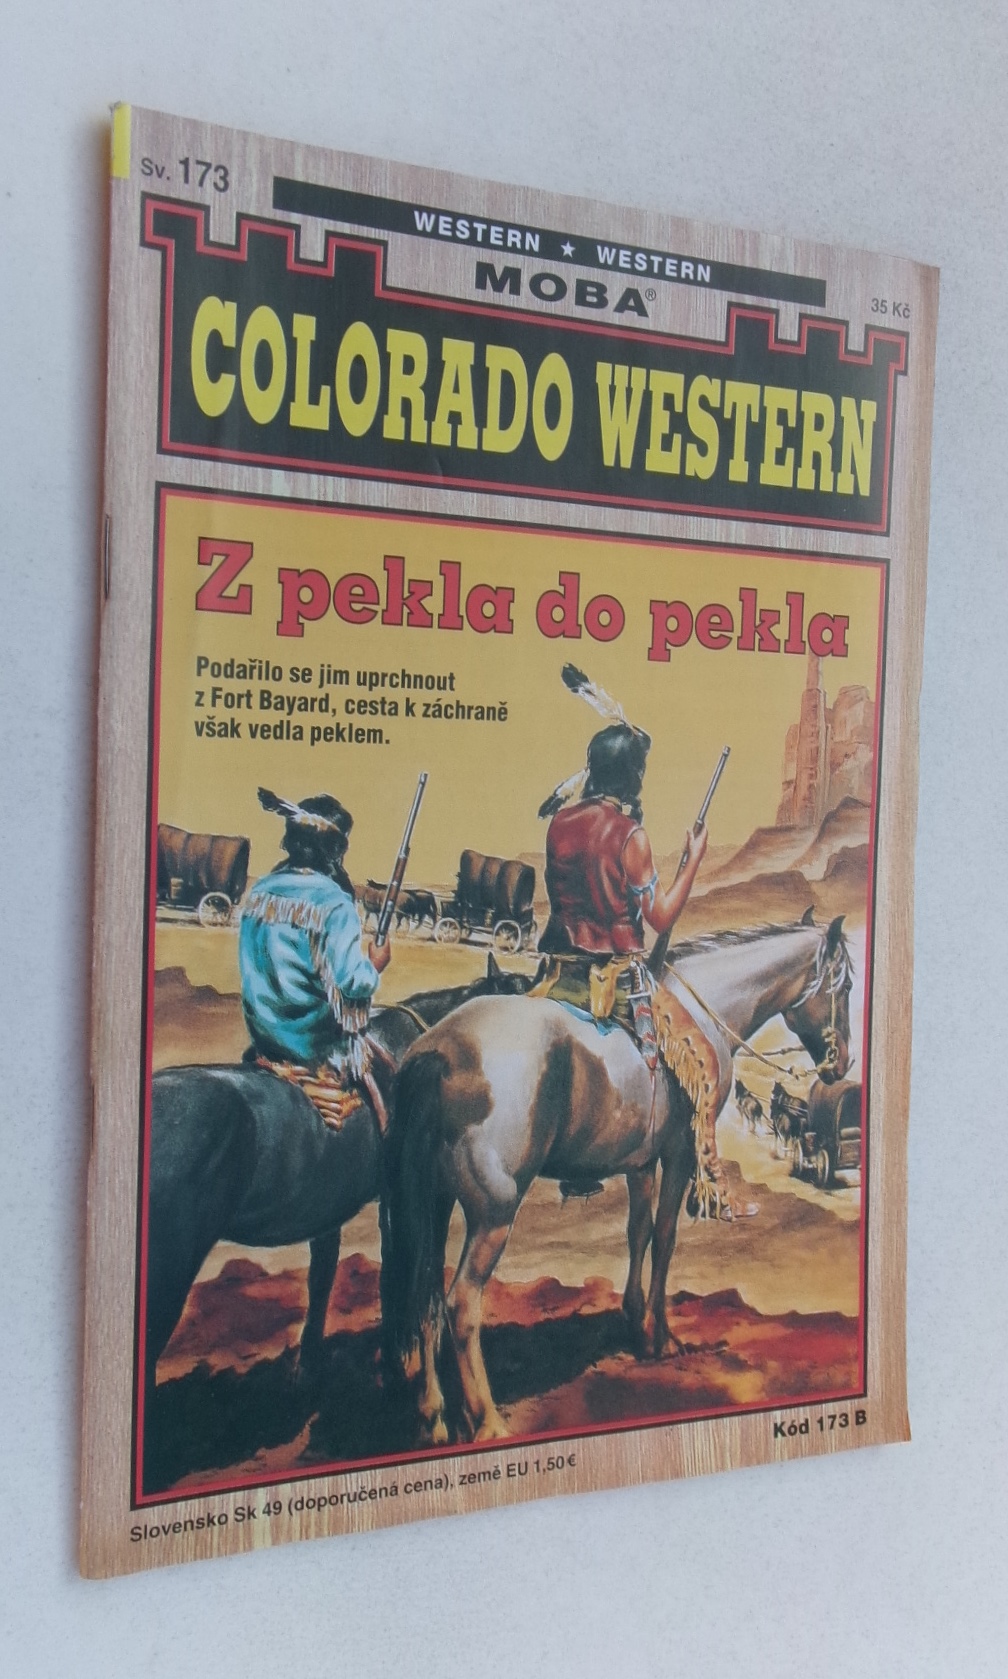 Sv. 173
WESTERN ★ WESTERN
MOBA®
35 Kč
COLORADO WESTERN
Z pekla do pekla
Podařilo se jim uprchnout
z Fort Bayard, cesta k záchraně
však vedla peklem.
Kód 173 B
Slovensko Sk 49 (doporučená cena), země EU 1,50 €